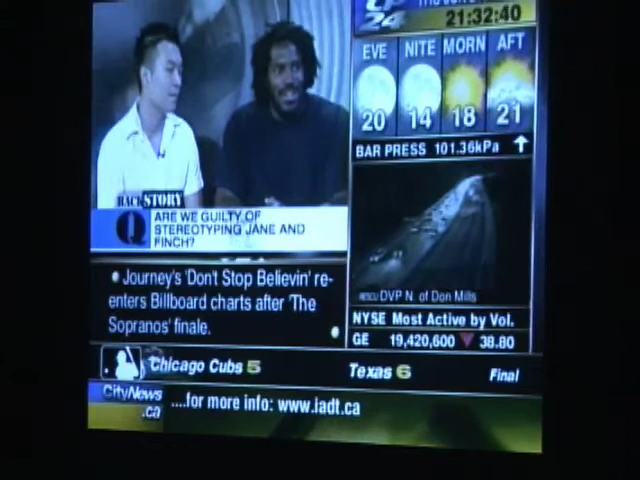 24
21:32:40
EVE NITE MORN AFT
20 14 18 21
BAR PRESS 101.36kPa
BACKSTORY
Q
ARE WE GUILTY OF
STEREOTYPING JANE AND
FINCH?
DVP N. of Don Mills
Journey's 'Don't Stop Believin' re-
enters Billboard charts after 'The
Sopranos' finale.
NYSE Most Active by Vol.
GE 19,420,600 38.80
Chicago Cubs 5 Texas 6 Final
CityNews
.ca
....for more info: www.iadt.ca